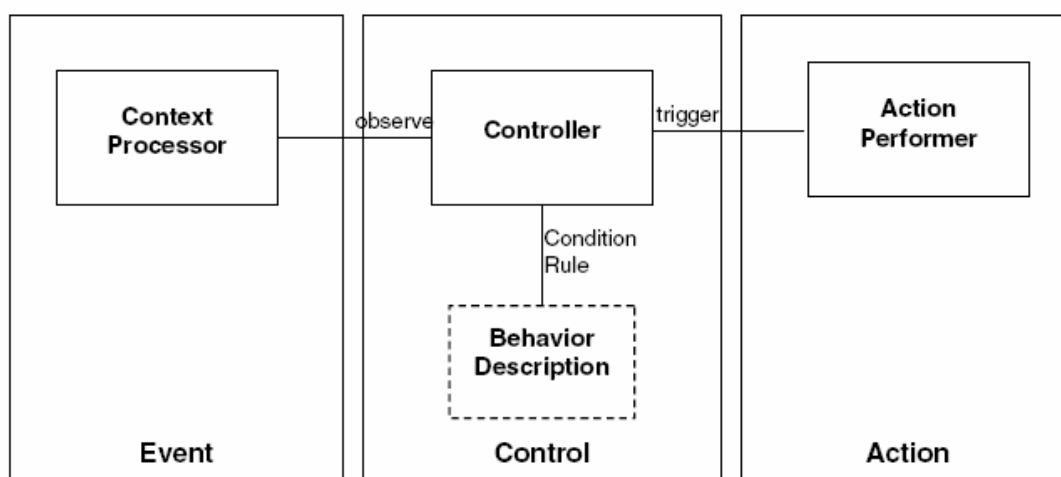 Context
Processor
observe
Controller
trigger
Action
Performer
Condition
Rule
Behavior
Description
Event
Control
Action